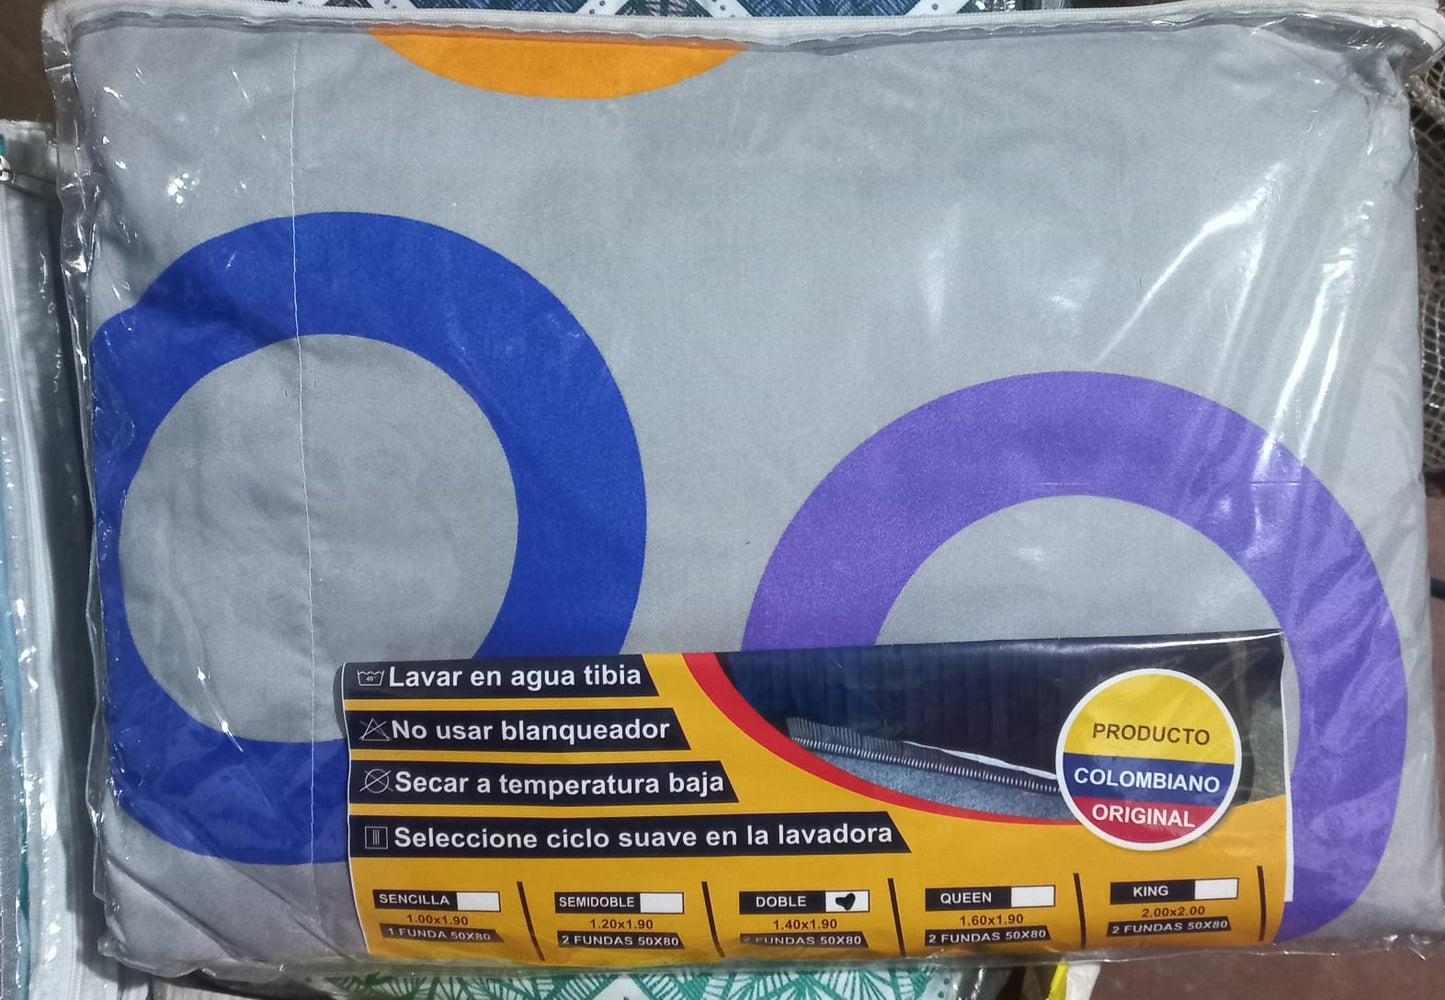 Lavar en agua tibia
No usar blanqueador
Secar a temperatura baja
Seleccione ciclo suave en la lavadora
PRODUCTO
COLOMBIANO
ORIGINAL
SENCILLA
1.00x1.90
1 FUNDA 50X80
SEMIDOBLE
1.20x1.90
2 FUNDAS 50X80
DOBLE
1.40x1.90
2 FUNDAS 50X80
QUEEN
1.60x1.90
2 FUNDAS 50X80
KING
2.00x2.00
2 FUNDAS 50X80